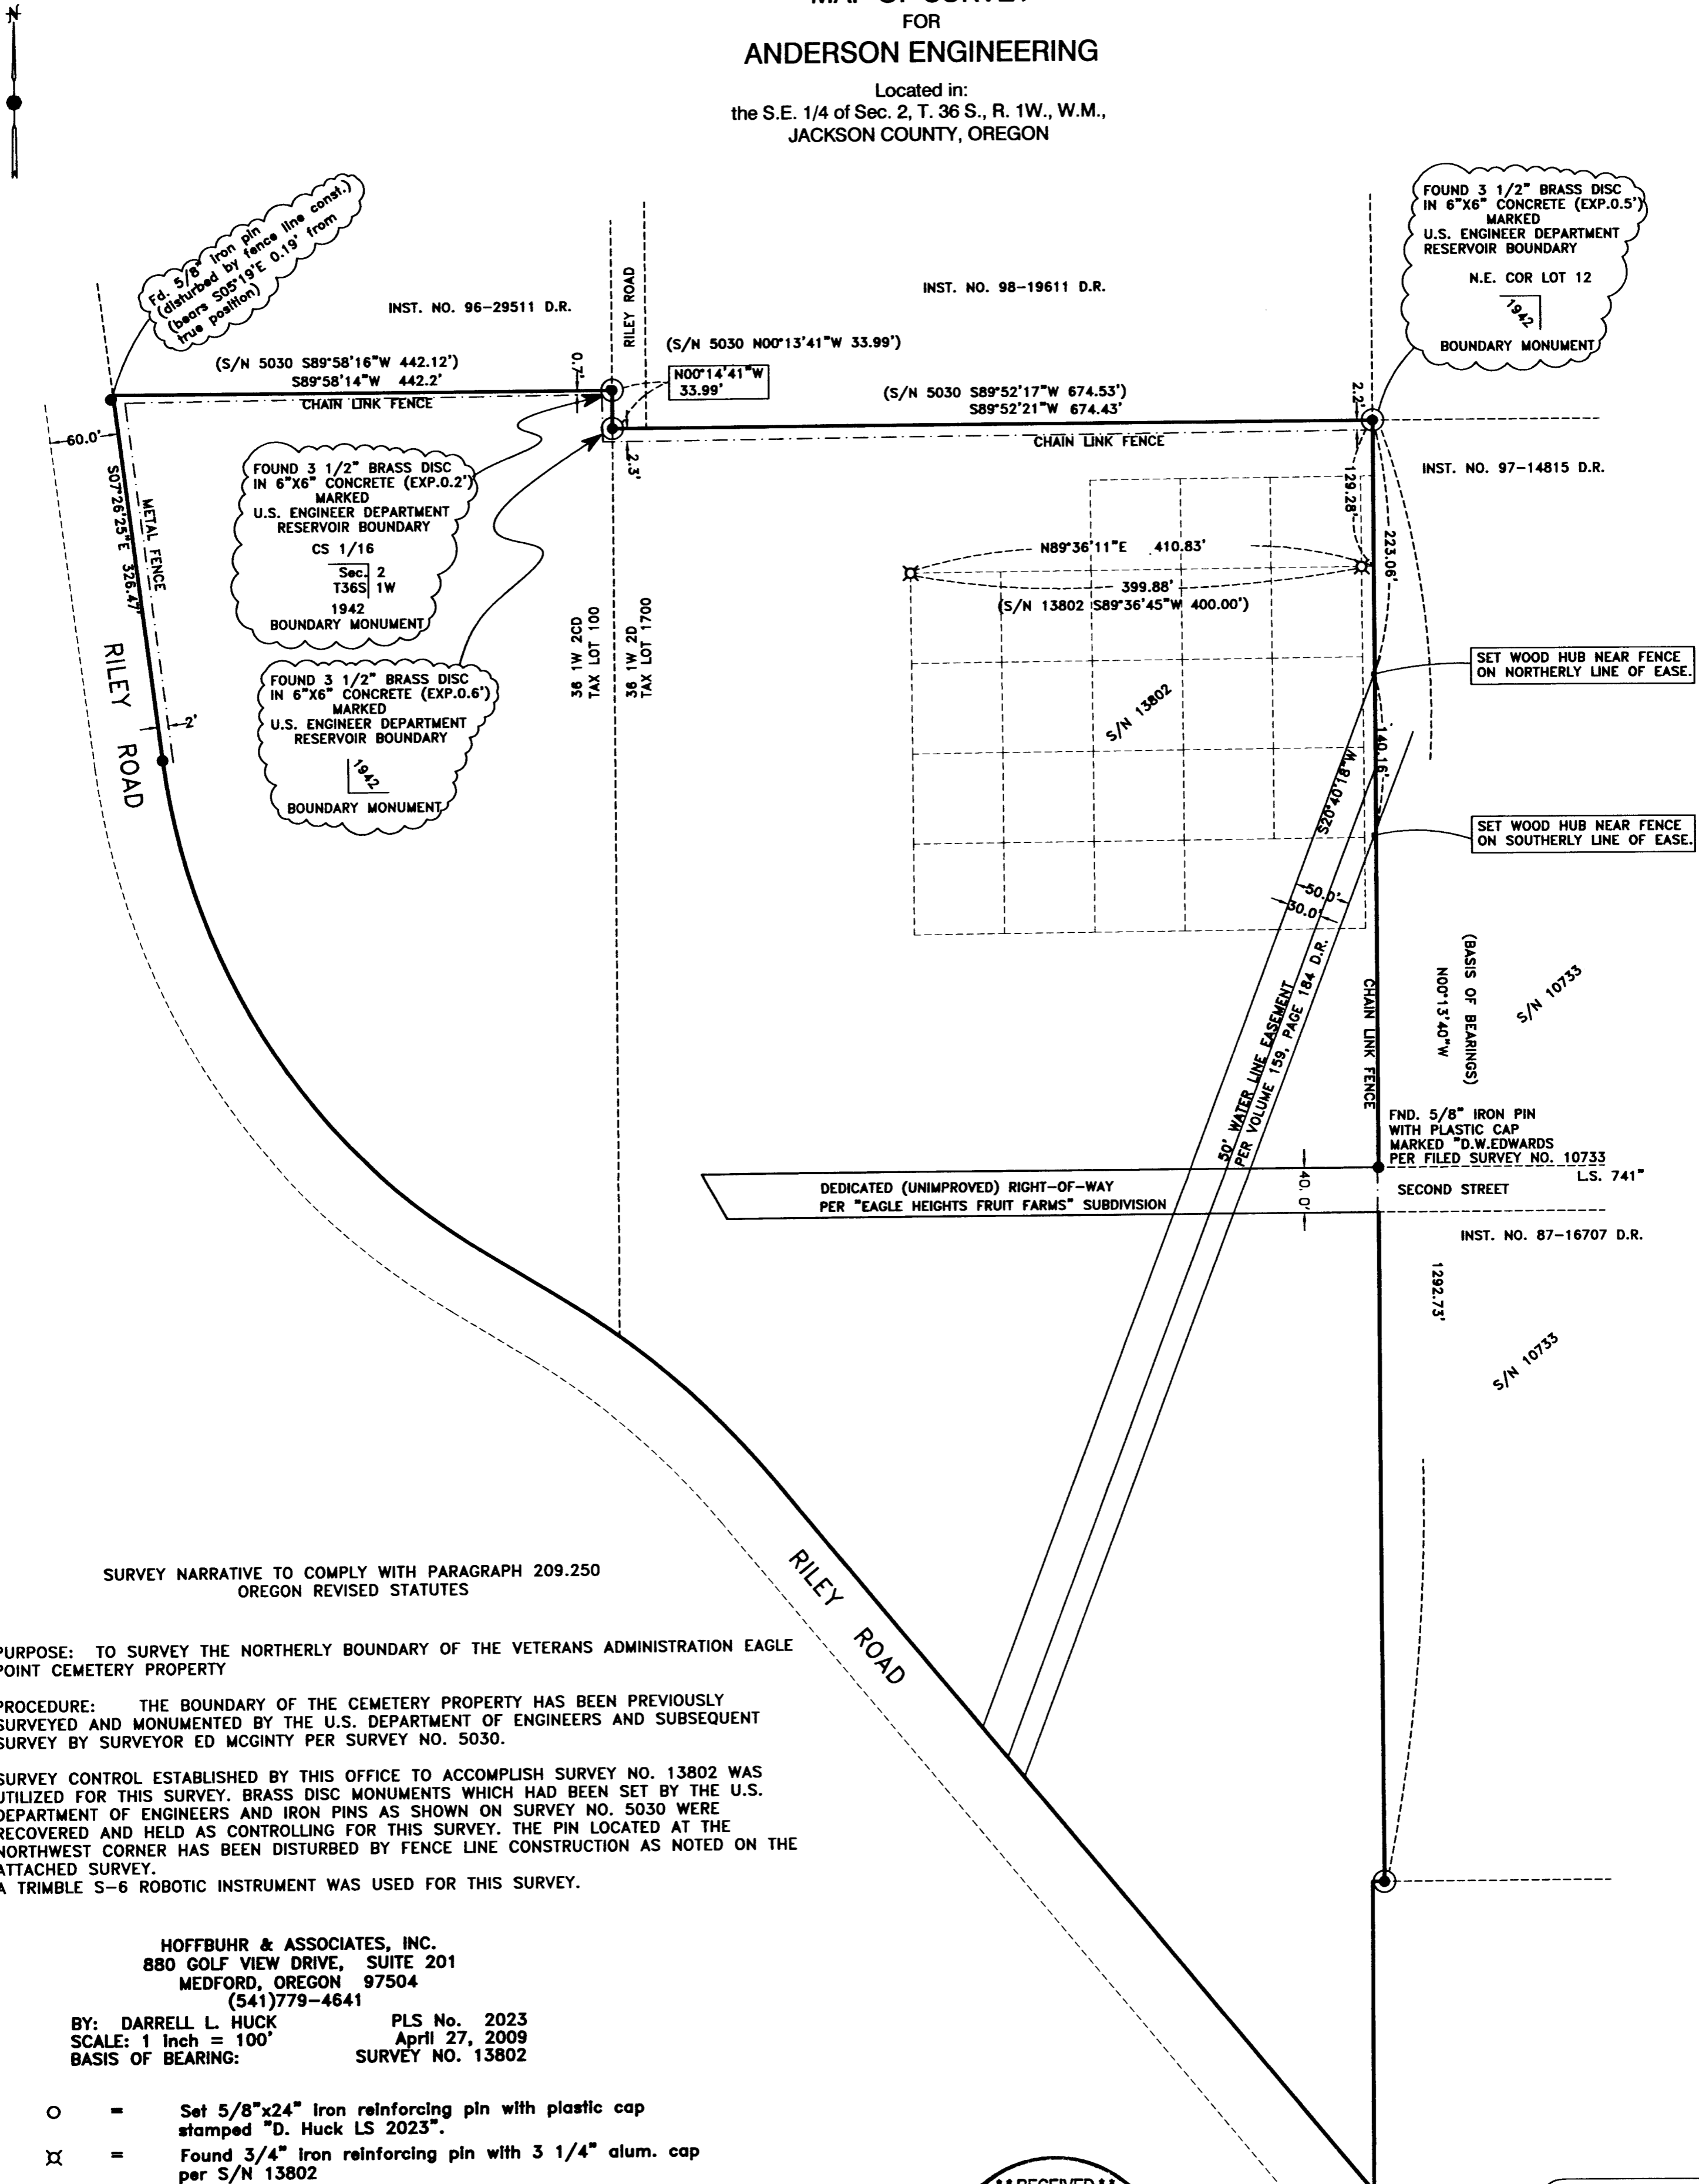 N
MAP OF SURVEY
FOR
ANDERSON ENGINEERING
Located in:
the S.E. 1/4 of Sec. 2, T. 36 S., R. 1W., W.M.,
JACKSON COUNTY, OREGON
Fd. 5/8" iron pin
(disturbed by fence line const.)
(bears S05°19'E 0.19' from
true position)
INST. NO. 96-29511 D.R.
RILEY ROAD
INST. NO. 98-19611 D.R.
FOUND 3 1/2" BRASS DISC
IN 6"X6" CONCRETE (EXP.0.5')
MARKED
U.S. ENGINEER DEPARTMENT
RESERVOIR BOUNDARY
N.E. COR LOT 12
1942
BOUNDARY MONUMENT
(S/N 5030 S89°58'16"W 442.12')
S89°58'14"W 442.2'
CHAIN LINK FENCE
0.7'
(S/N 5030 N00°13'41"W 33.99')
N00°14'41"W
33.99'
(S/N 5030 S89°52'17"W 674.53')
S89°52'21"W 674.43'
CHAIN LINK FENCE
2.2'
2.3'
60.0'
S07°26'25"E 326.47'
METAL FENCE
2'
RILEY ROAD
FOUND 3 1/2" BRASS DISC
IN 6"X6" CONCRETE (EXP.0.2')
MARKED
U.S. ENGINEER DEPARTMENT
RESERVOIR BOUNDARY
CS 1/16
Sec. 2
T36S 1W
1942
BOUNDARY MONUMENT
FOUND 3 1/2" BRASS DISC
IN 6"X6" CONCRETE (EXP.0.6')
MARKED
U.S. ENGINEER DEPARTMENT
RESERVOIR BOUNDARY
1942
BOUNDARY MONUMENT
36 1W 2CD
TAX LOT 100
36 1W 2D
TAX LOT 1700
INST. NO. 97-14815 D.R.
129.28'
223.06'
N89°36'11"E 410.83'
399.88'
(S/N 13802 S89°36'45"W 400.00')
S/N 13802
SET WOOD HUB NEAR FENCE
ON NORTHERLY LINE OF EASE.
140.16'
S20°40'18"W
SET WOOD HUB NEAR FENCE
ON SOUTHERLY LINE OF EASE.
50.0'
30.0'
50' WATER LINE EASEMENT
PER VOLUME 159, PAGE 184 D.R.
CHAIN LINK FENCE
(BASIS OF BEARINGS)
N00°13'40"W
S/N 10733
FND. 5/8" IRON PIN
WITH PLASTIC CAP
MARKED "D.W.EDWARDS
PER FILED SURVEY NO. 10733
L.S. 741"
DEDICATED (UNIMPROVED) RIGHT-OF-WAY
PER "EAGLE HEIGHTS FRUIT FARMS" SUBDIVISION
40.0'
SECOND STREET
INST. NO. 87-16707 D.R.
1292.73'
S/N 10733
RILEY ROAD
SURVEY NARRATIVE TO COMPLY WITH PARAGRAPH 209.250
OREGON REVISED STATUTES
PURPOSE: TO SURVEY THE NORTHERLY BOUNDARY OF THE VETERANS ADMINISTRATION EAGLE
POINT CEMETERY PROPERTY
PROCEDURE: THE BOUNDARY OF THE CEMETERY PROPERTY HAS BEEN PREVIOUSLY
SURVEYED AND MONUMENTED BY THE U.S. DEPARTMENT OF ENGINEERS AND SUBSEQUENT
SURVEY BY SURVEYOR ED MCGINTY PER SURVEY NO. 5030.
SURVEY CONTROL ESTABLISHED BY THIS OFFICE TO ACCOMPLISH SURVEY NO. 13802 WAS
UTILIZED FOR THIS SURVEY. BRASS DISC MONUMENTS WHICH HAD BEEN SET BY THE U.S.
DEPARTMENT OF ENGINEERS AND IRON PINS AS SHOWN ON SURVEY NO. 5030 WERE
RECOVERED AND HELD AS CONTROLLING FOR THIS SURVEY. THE PIN LOCATED AT THE
NORTHWEST CORNER HAS BEEN DISTURBED BY FENCE LINE CONSTRUCTION AS NOTED ON THE
ATTACHED SURVEY.
A TRIMBLE S-6 ROBOTIC INSTRUMENT WAS USED FOR THIS SURVEY.
HOFFBUHR & ASSOCIATES, INC.
880 GOLF VIEW DRIVE, SUITE 201
MEDFORD, OREGON 97504
(541)779-4641
BY: DARRELL L. HUCK PLS No. 2023
SCALE: 1 inch = 100' April 27, 2009
BASIS OF BEARING: SURVEY NO. 13802
= Set 5/8"x24" iron reinforcing pin with plastic cap
stamped "D. Huck LS 2023".
= Found 3/4" iron reinforcing pin with 3 1/4" alum. cap
per S/N 13802
** RECEIVED **